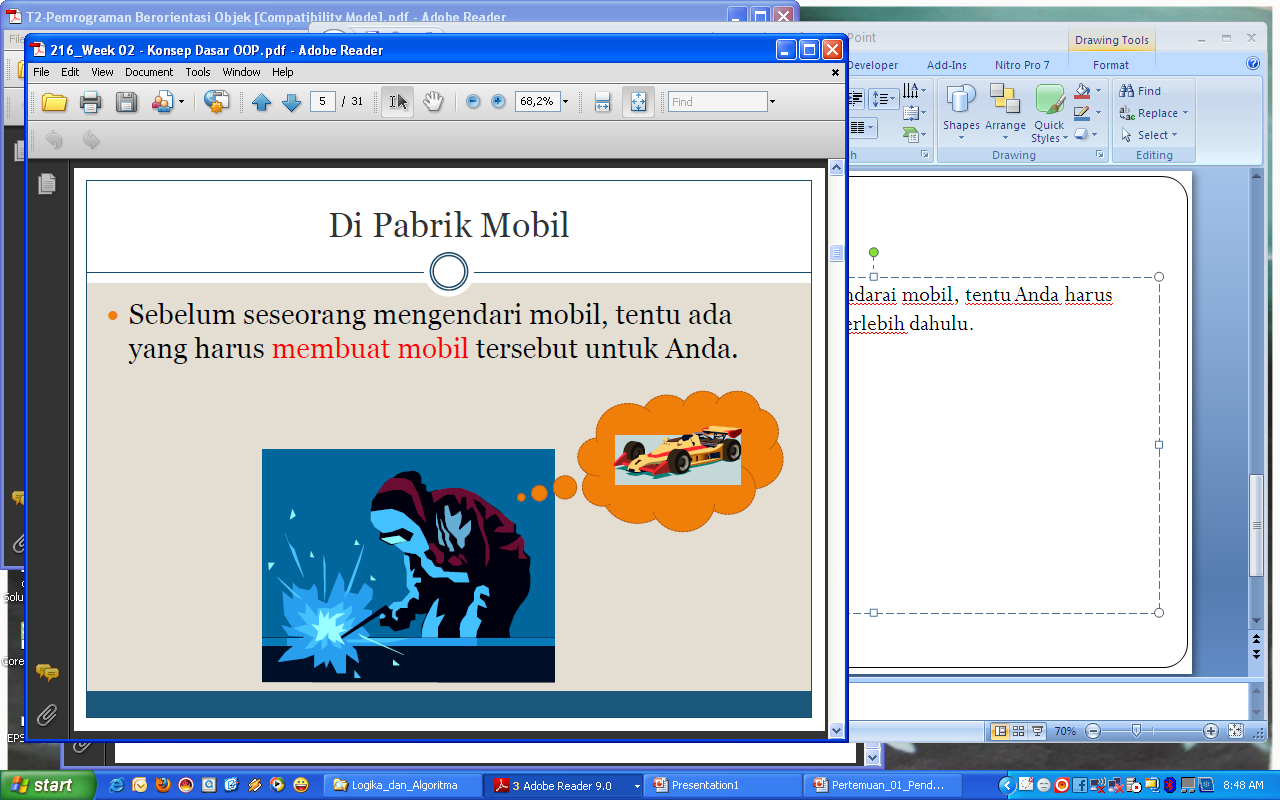 T2-Pemrograman Berorientasi Objek [Compatibility Mode].pdf - Adobe Reader
216_Week 02 - Konsep Dasar OOP.pdf - Adobe Reader
File Edit View Document Tools Window Help
5 / 31 68,2% Find
Di Pabrik Mobil
Sebelum seseorang mengendari mobil, tentu ada
yang harus membuat mobil tersebut untuk Anda.
Point
Drawing Tools
Developer Add-Ins Nitro Pro 7 Format
Shapes Arrange Quick Styles
Find
Replace
Select
Drawing Editing
ndarai mobil, tentu Anda harus
erlebih dahulu.
70%
Solu
Core
EPS
start Logika_dan_Algoritma 3 Adobe Reader 9.0 Presentation1 Pertemuan_01_Pend... 8:48 AM